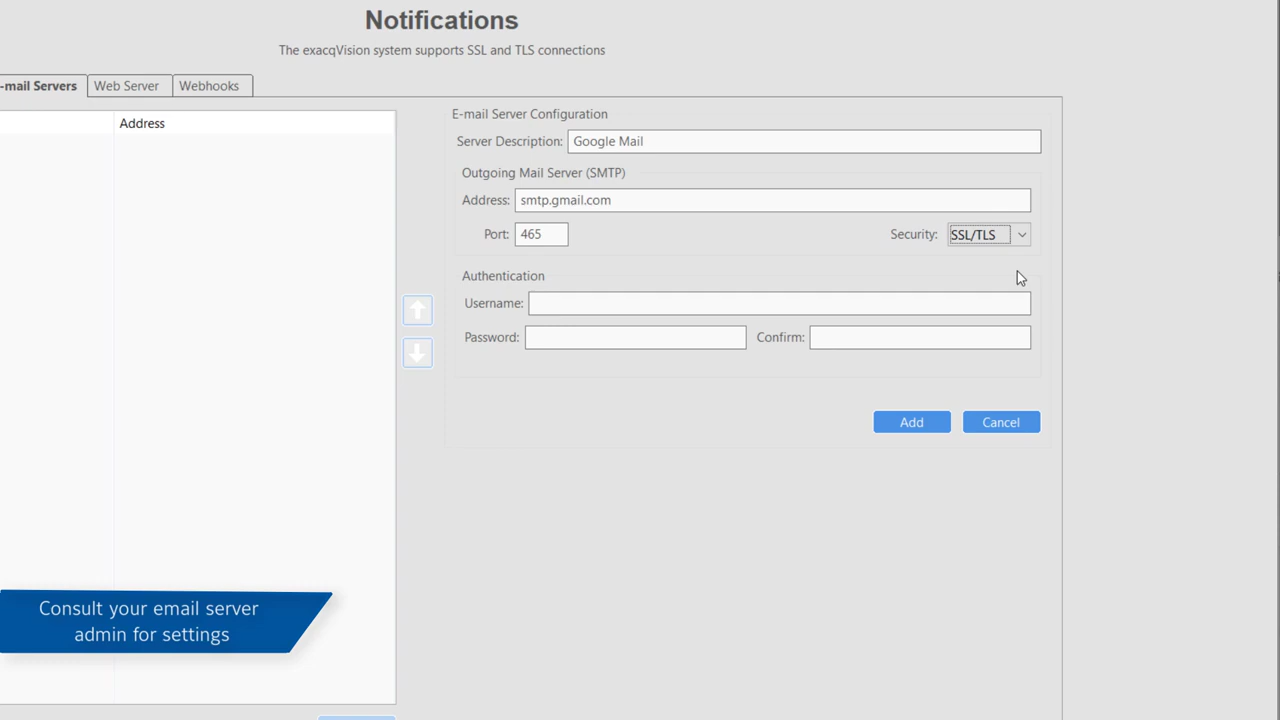 Notifications
The exacqVision system supports SSL and TLS connections
-mail Servers
Web Server
Webhooks
Address
E-mail Server Configuration
Server Description: Google Mail
Outgoing Mail Server (SMTP)
Address: smtp.gmail.com
Port: 465 Security: SSL/TLS
Authentication
Username:
Password: Confirm:
Add Cancel
Consult your email server
admin for settings